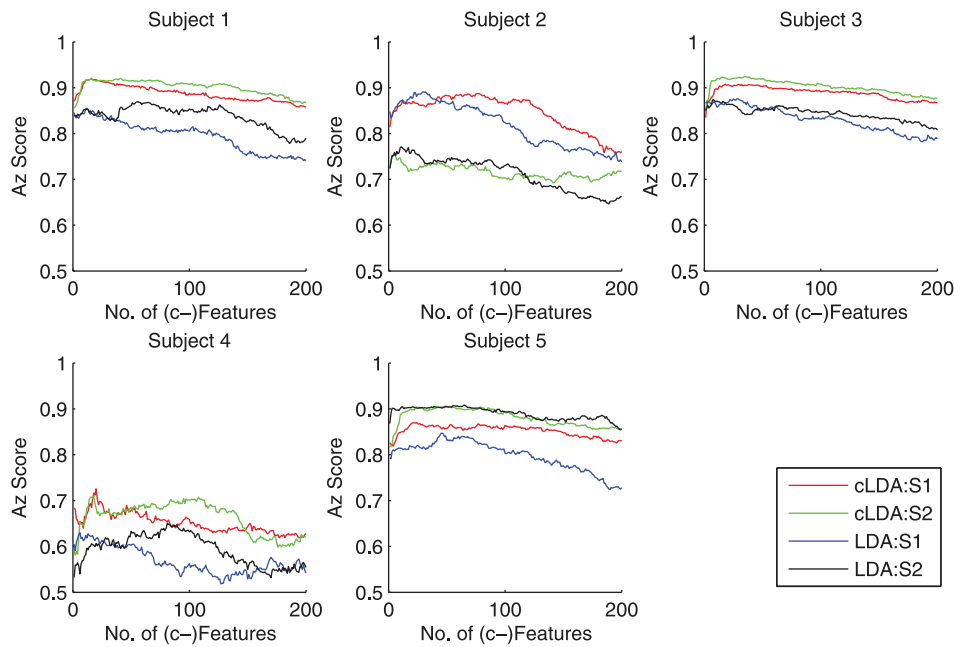 Subject 1
Subject 2
Subject 3
1
0.9
0.8
0.7
0.6
0.5
Az Score
0
100
200
No. of (c–)Features
1
0.9
0.8
0.7
0.6
0.5
Az Score
0
100
200
No. of (c–)Features
1
0.9
0.8
0.7
0.6
0.5
Az Score
0
100
200
No. of (c–)Features
Subject 4
Subject 5
1
0.9
0.8
0.7
0.6
0.5
Az Score
0
100
200
No. of (c–)Features
1
0.9
0.8
0.7
0.6
0.5
Az Score
0
100
200
No. of (c–)Features
cLDA:S1
cLDA:S2
LDA:S1
LDA:S2